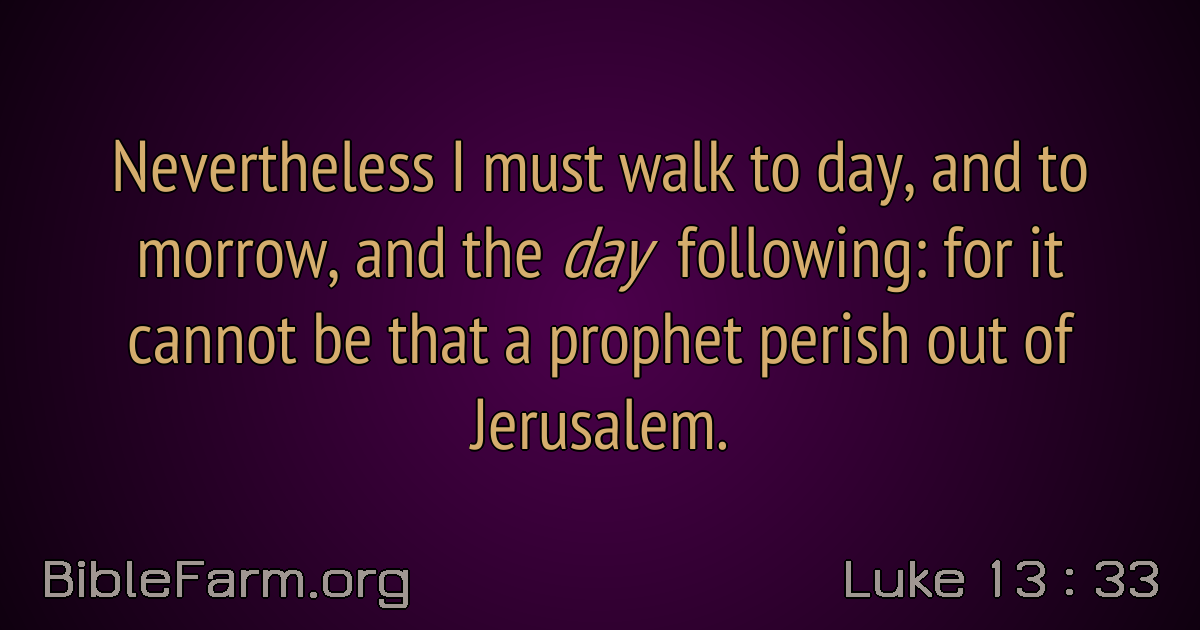 Nevertheless I must walk to day, and to
morrow, and the day following: for it
cannot be that a prophet perish out of
Jerusalem.
BibleFarm.org
Luke 13 : 33